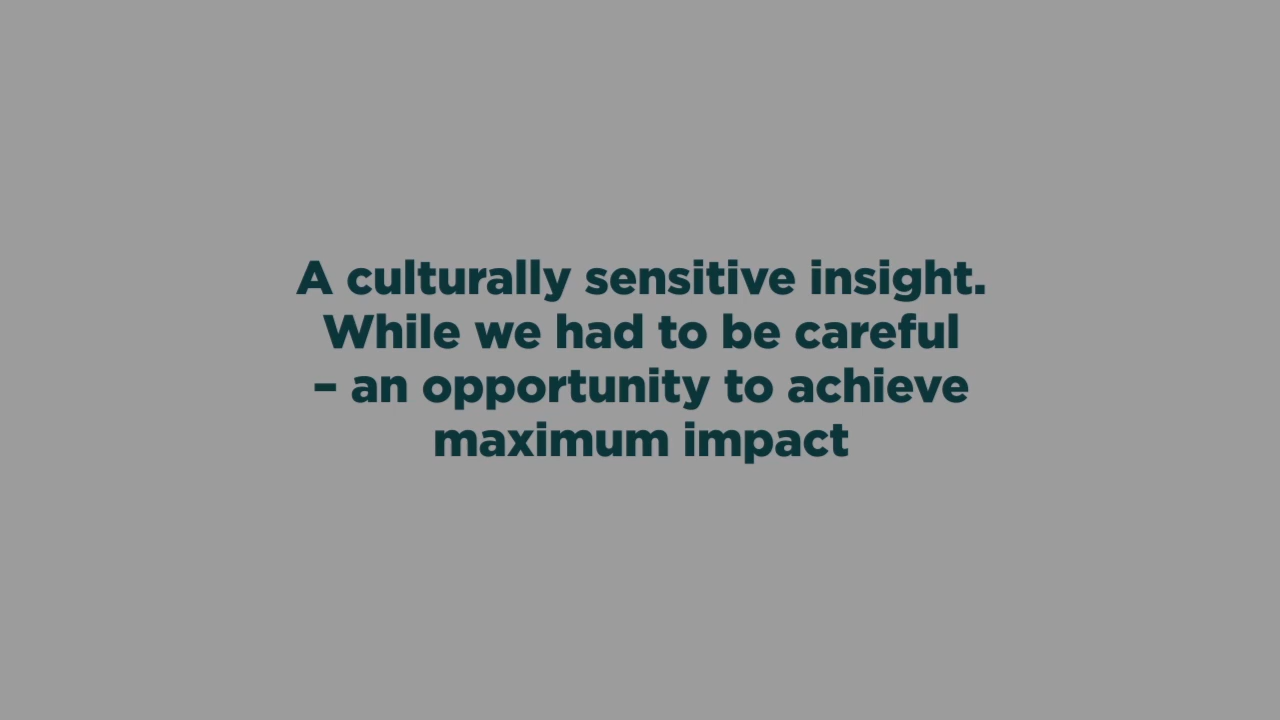 A culturally sensitive insight.
While we had to be careful
– an opportunity to achieve
maximum impact